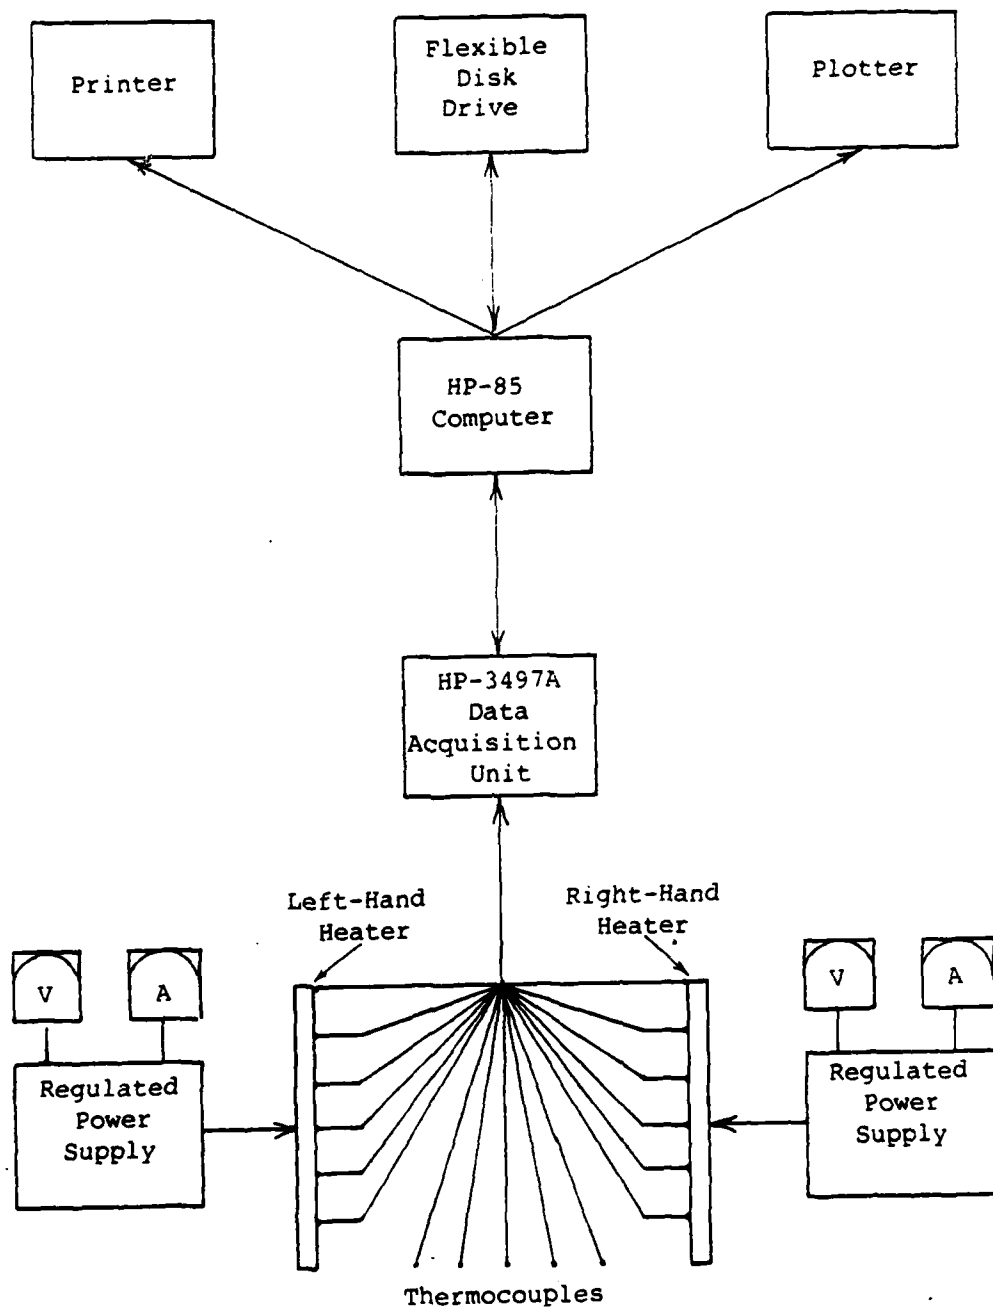 Printer
Flexible
Disk
Drive
Plotter
HP-85
Computer
HP-3497A
Data
Acquisition
Unit
Left-Hand
Heater
Right-Hand
Heater
V
A
V
A
Regulated
Power
Supply
Regulated
Power
Supply
Thermocouples